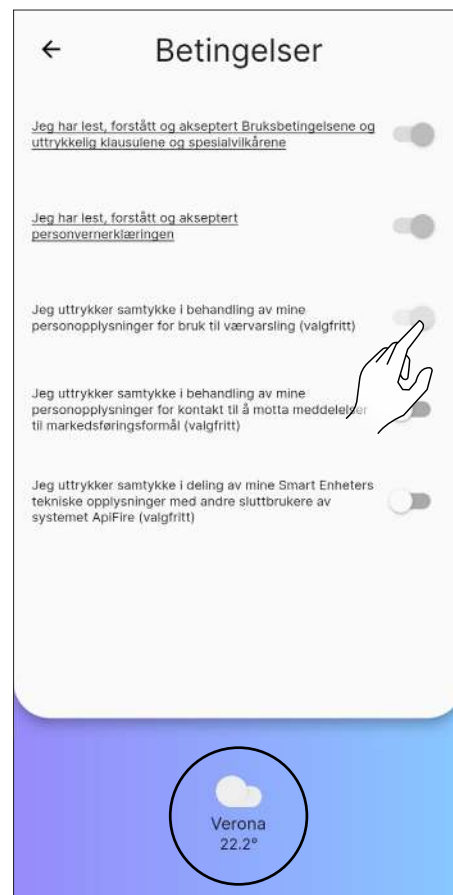 Betingelser
Jeg har lest, forstått og akseptert Bruksbetingelsene og
uttrykkelig klausulene og spesialvilkårene
Jeg har lest, forstått og akseptert
personvernerklæringen
Jeg uttrykker samtykke i behandling av mine
personopplysninger for bruk til værvarsling (valgfritt)
Jeg uttrykker samtykke i behandling av mine
personopplysninger for kontakt til å motta meddelelser
til markedsføringsformål (valgfritt)
Jeg uttrykker samtykke i deling av mine Smart Enheters
tekniske opplysninger med andre sluttbrukere av
systemet ApiFire (valgfritt)
Verona
22.2°